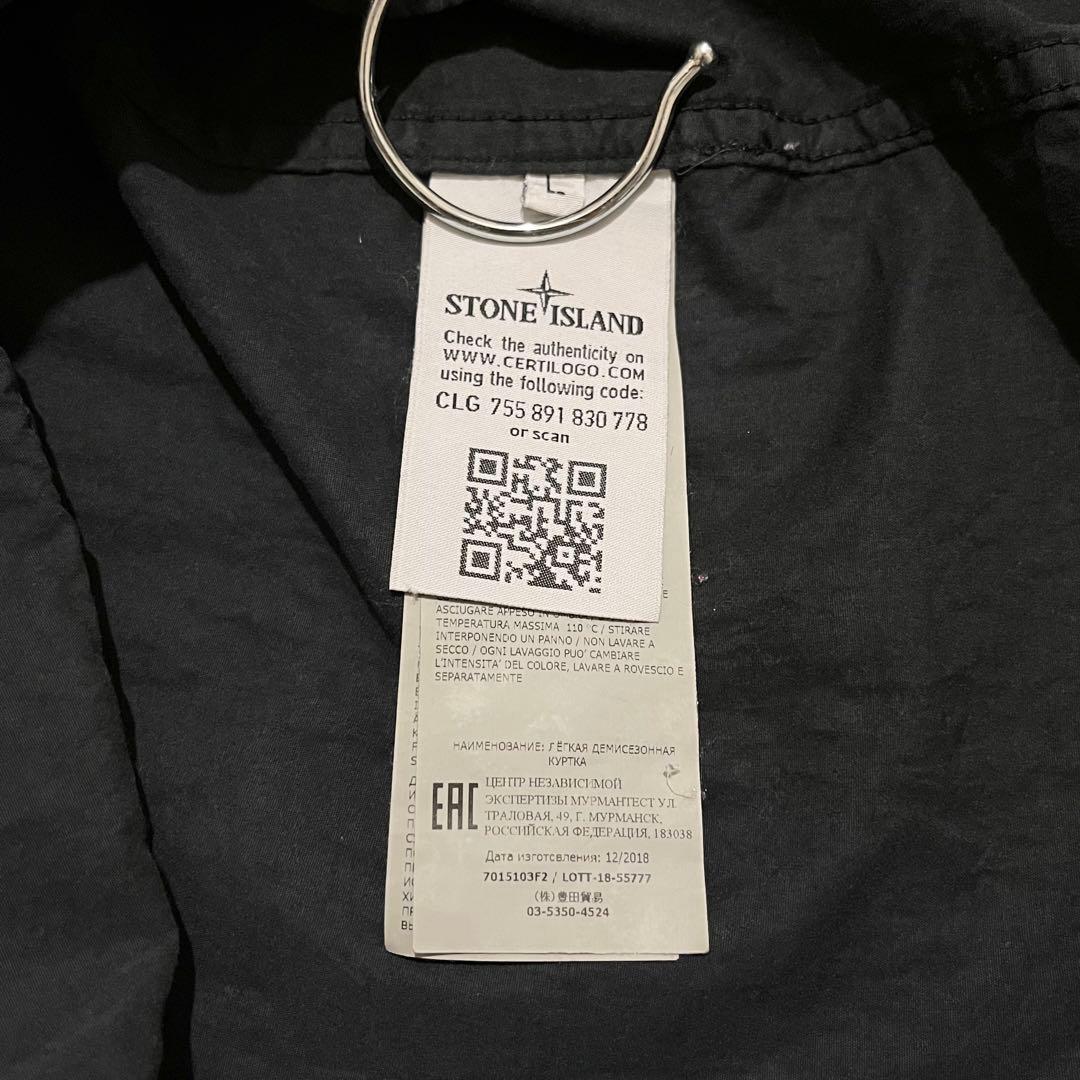 L
STONE ISLAND
Check the authenticity on
WWW.CERTILOGO.COM
using the following code:
CLG 755 891 830 778
or scan
E
ASCIUGARE APPESO IN
TEMPERATURA MASSIMA 110 °C / STIRARE
INTERPONENDO UN PANNO / NON LAVARE A
SECCO / OGNI LAVAGGIO PUO' CAMBIARE
L'INTENSITA' DEL COLORE, LAVARE A ROVESCIO E
SEPARATAMENTE
НАИМЕНОВАНИЕ: ЛЁГКАЯ ДЕМИСЕЗОННАЯ
КУРТКА
EAC
ЦЕНТР НЕЗАВИСИМОЙ
ЭКСПЕРТИЗЫ МУРМАНТЕСТ УЛ.
ТРАЛОВАЯ, 49, Г. МУРМАНСК,
РОССИЙСКАЯ ФЕДЕРАЦИЯ, 183038
Дата изготовления: 12/2018
7015103F2 / LOTT-18-55777
(株)豊田貿易
03-5350-4524